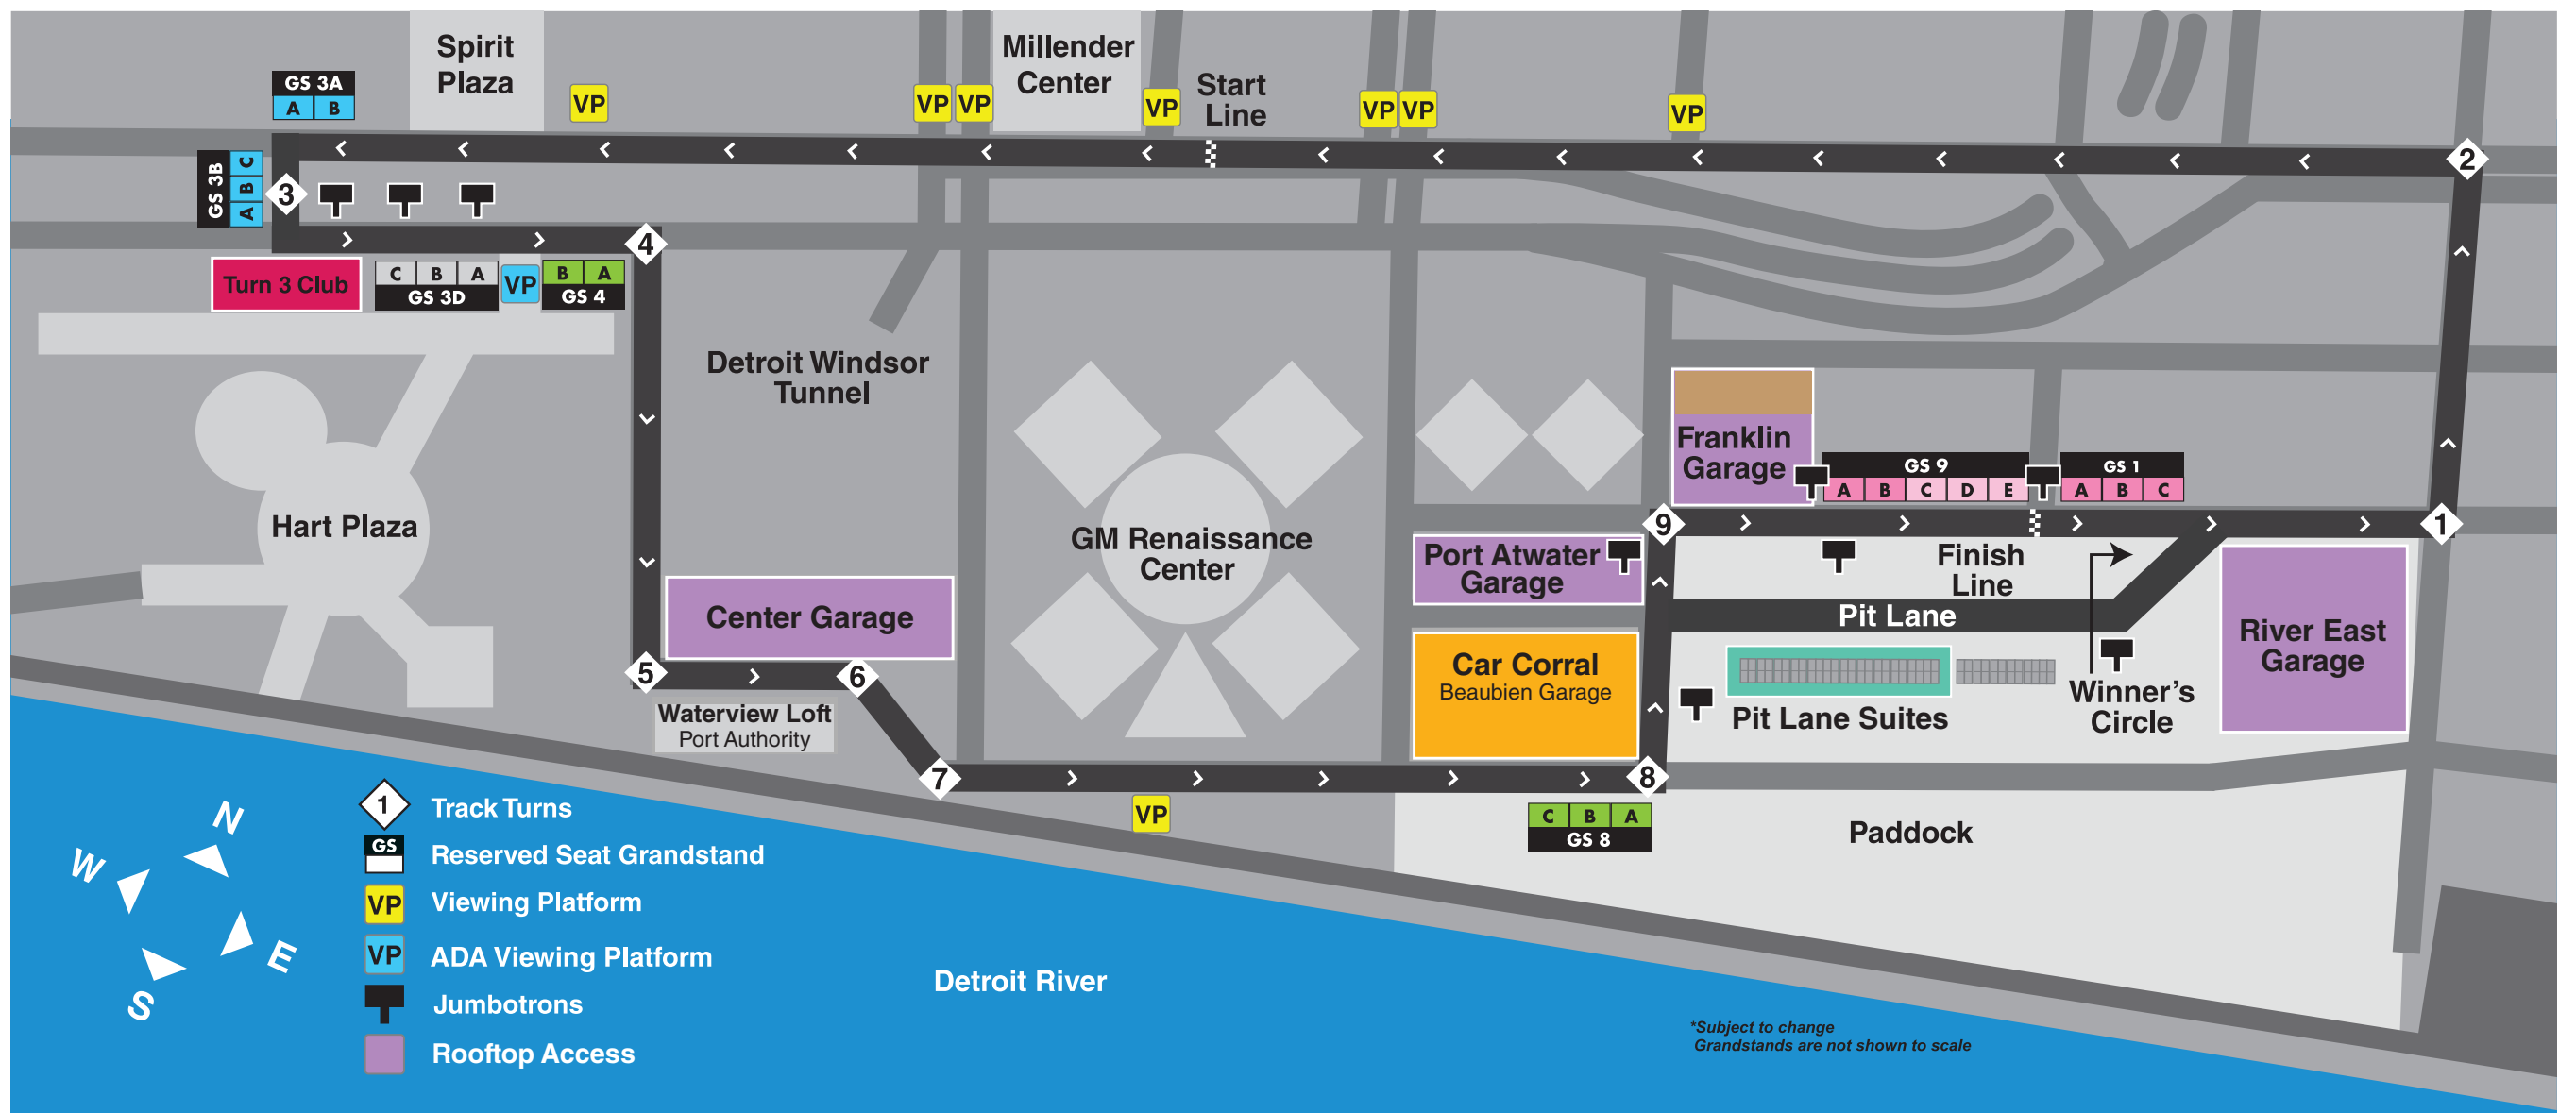 Spirit
Plaza
Millender
Center
Start
Line
GS 3A
A B
VP
VP
VP
VP
VP
VP
VP
2
GS 3B
A B C
3
4
Turn 3 Club
C B A
GS 3D
VP
B A
GS 4
Detroit Windsor
Tunnel
Franklin
Garage
GS 9
A B C D E
GS 1
A B C
Hart Plaza
GM Renaissance
Center
9
1
Port Atwater
Garage
Finish
Line
Pit Lane
Center Garage
River East
Garage
5
6
Car Corral
Beaubien Garage
Waterview Loft
Port Authority
Pit Lane Suites
Winner's
Circle
7
8
VP
C B A
GS 8
Paddock
N
W
E
S
1 Track Turns
GS Reserved Seat Grandstand
VP Viewing Platform
VP ADA Viewing Platform
Jumbotrons
Rooftop Access
Detroit River
*Subject to change
Grandstands are not shown to scale